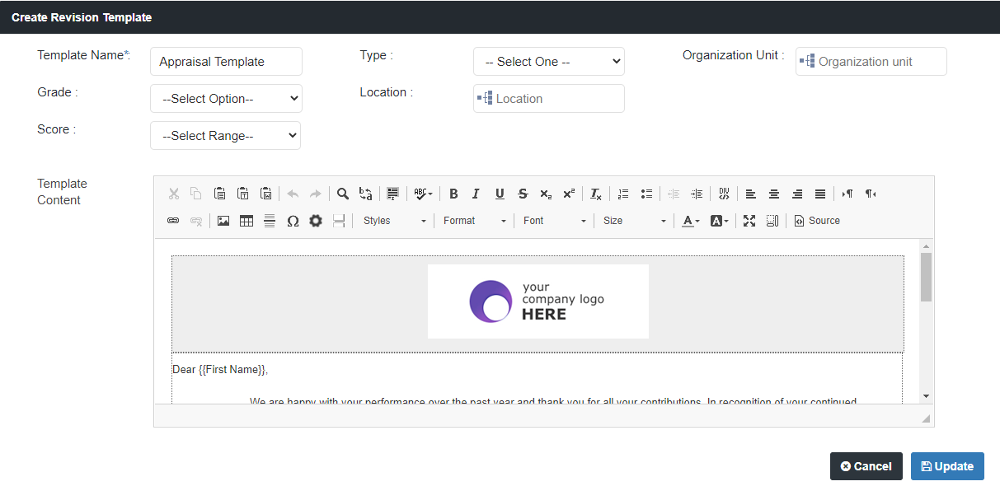 Create Revision Template
Template Name*:
Appraisal Template
Type :
-- Select One --
Organization Unit :
Organization unit
Grade :
--Select Option--
Location :
Location
Score :
--Select Range--
Template
Content
Styles
Format
Font
Size
Source
your
company logo
HERE
Dear {{First Name}},
We are happy with your performance over the past year and thank you for all your contributions. In recognition of your continued
Cancel
Update